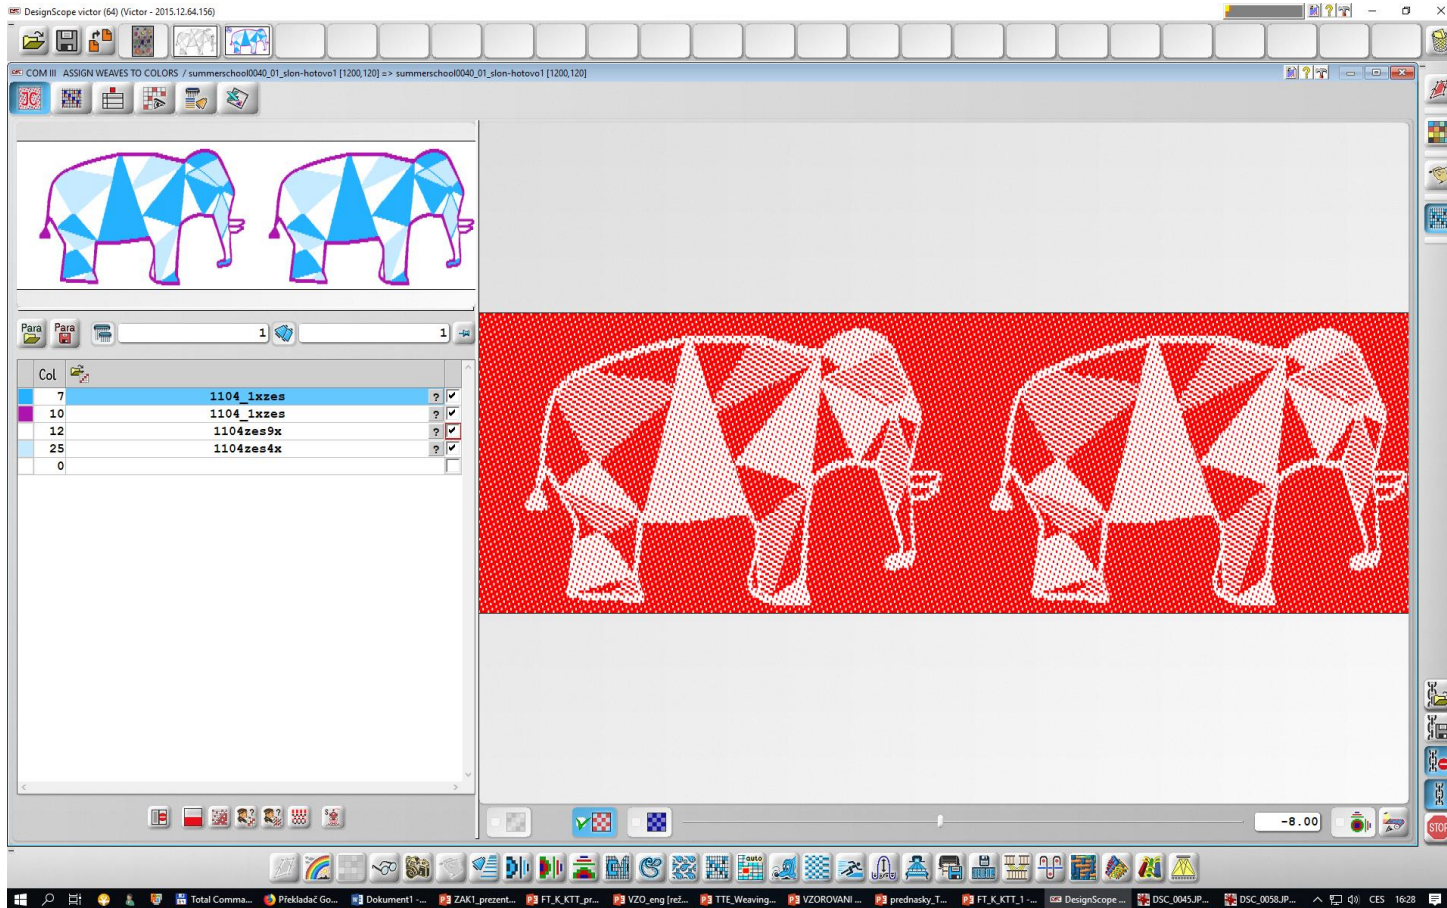 DesignScope victor (64) (Victor - 2015.12.64.156)
COM III ASSIGN WEAVES TO COLORS / summerschool0040_01_slon-hotovo1 [1200,120] => summerschool0040_01_slon-hotovo1 [1200,120]
Para Para 1 1
Col
7 1104_1xzes ?
10 1104_1xzes ?
12 1104zes9x ?
25 1104zes4x ?
0
-8.00
STOP
auto
Total Comma... Překladač Go... Dokument1 -... ZAK1_prezent... FT_K_KTT_pr... VZO_eng [rež... TTE_Weaving... VZOROVANI ... prednasky_T... FT_K_KTT_1 -... DesignScope ... DSC_0045.JP... DSC_0058.JP... CES 16:28